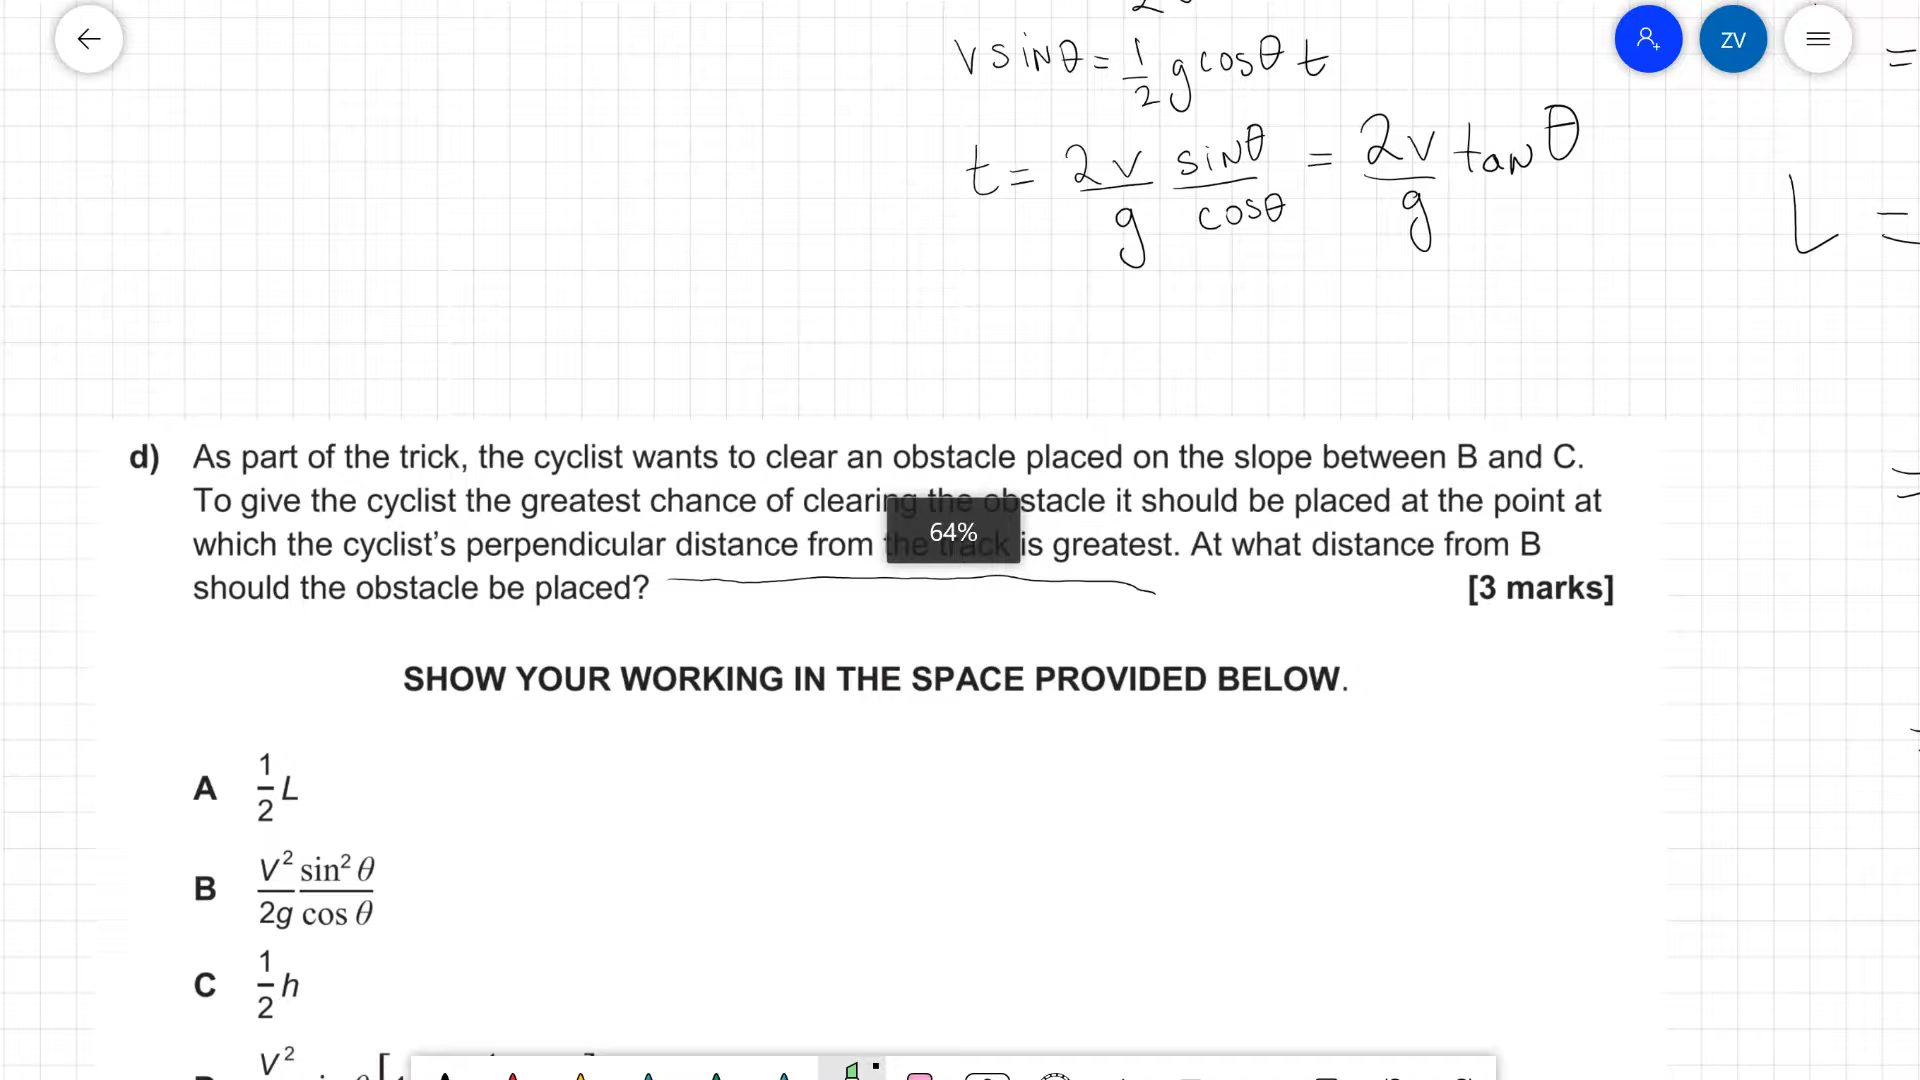 ZV
v sin θ = 1/2 g cos θ t
=
t = 2v/g sin θ/cos θ = 2v/g tan θ
L =
d) As part of the trick, the cyclist wants to clear an obstacle placed on the slope between B and C.
To give the cyclist the greatest chance of clearing the obstacle it should be placed at the point at
which the cyclist's perpendicular distance from the track is greatest. At what distance from B
should the obstacle be placed? [3 marks]
64%
SHOW YOUR WORKING IN THE SPACE PROVIDED BELOW.
A 1/2 L
B V²/2g sin² θ/cos θ
C 1/2 h
V²